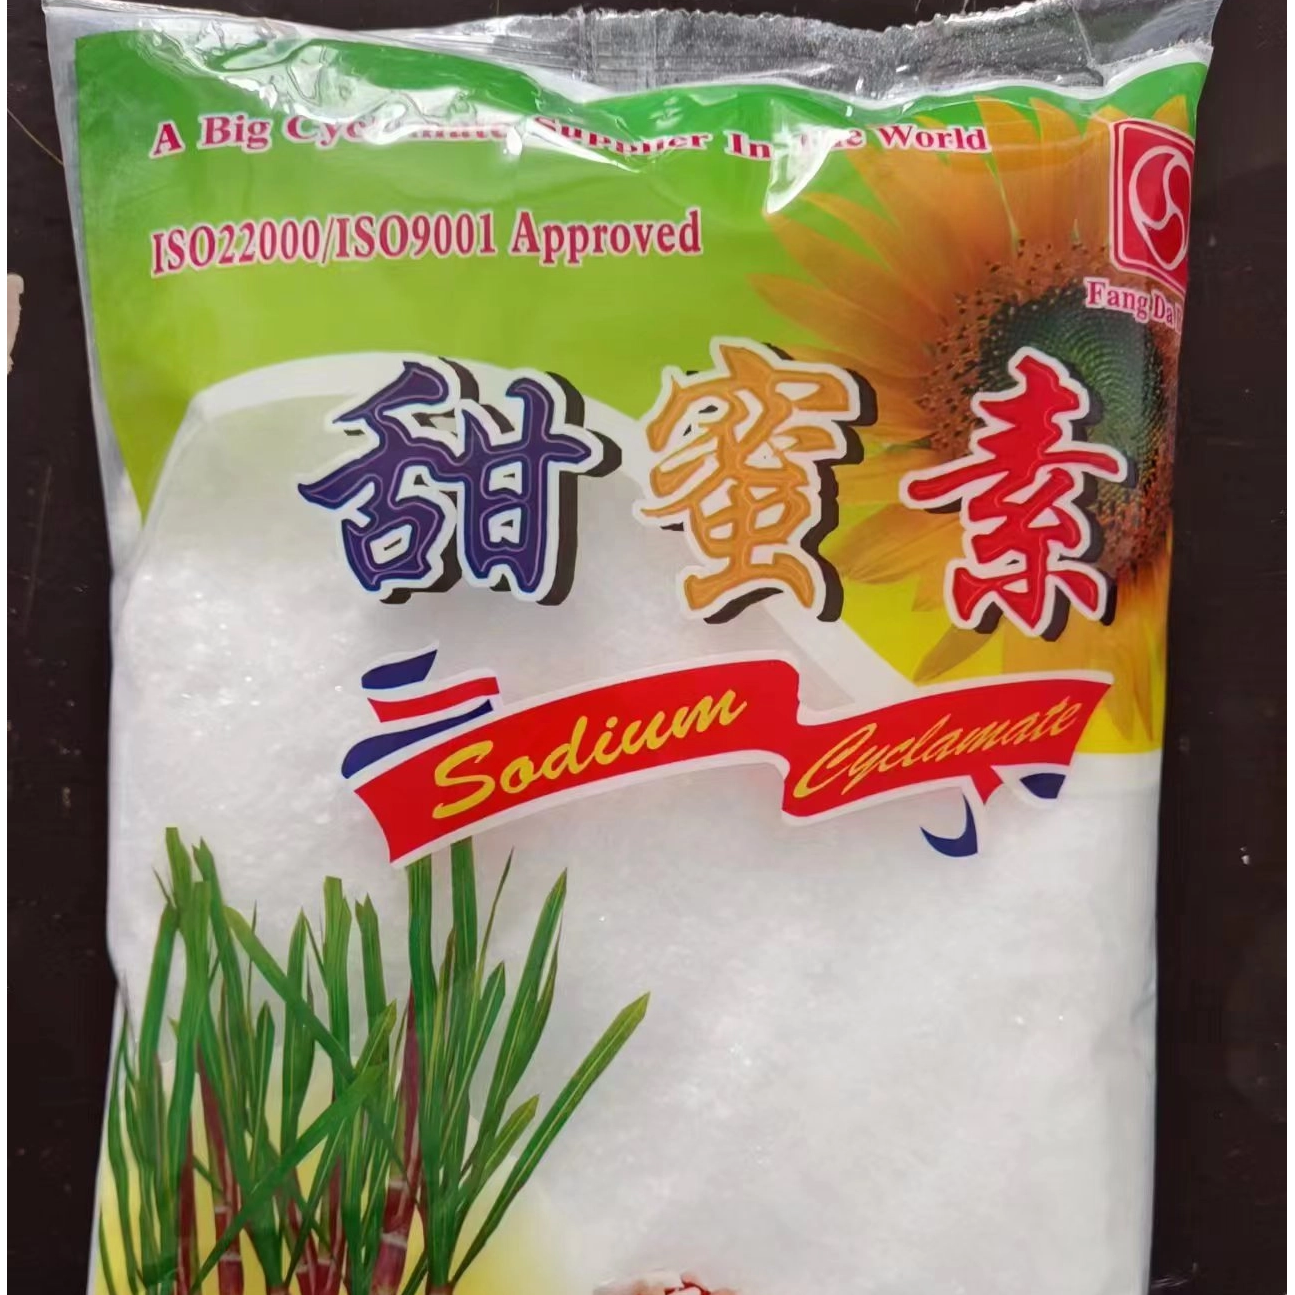 A Big Cyclamate Supplier In The World
ISO22000/ISO9001 Approved
Fang Da
甜蜜素
Sodium Cyclamate